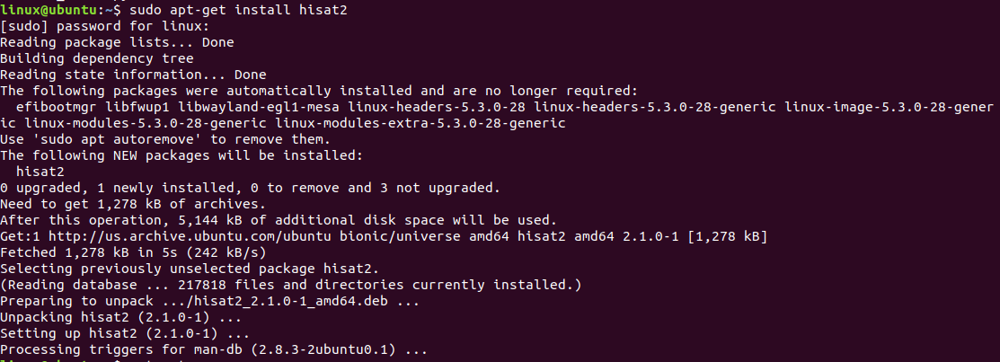 linux@ubuntu:~$ sudo apt-get install hisat2
[sudo] password for linux:
Reading package lists... Done
Building dependency tree
Reading state information... Done
The following packages were automatically installed and are no longer required:
  efibootmgr libfwup1 libwayland-egl1-mesa linux-headers-5.3.0-28 linux-headers-5.3.0-28-generic linux-image-5.3.0-28-gener
ic linux-modules-5.3.0-28-generic linux-modules-extra-5.3.0-28-generic
Use 'sudo apt autoremove' to remove them.
The following NEW packages will be installed:
  hisat2
0 upgraded, 1 newly installed, 0 to remove and 3 not upgraded.
Need to get 1,278 kB of archives.
After this operation, 5,144 kB of additional disk space will be used.
Get:1 http://us.archive.ubuntu.com/ubuntu bionic/universe amd64 hisat2 amd64 2.1.0-1 [1,278 kB]
Fetched 1,278 kB in 5s (242 kB/s)
Selecting previously unselected package hisat2.
(Reading database ... 217818 files and directories currently installed.)
Preparing to unpack .../hisat2_2.1.0-1_amd64.deb ...
Unpacking hisat2 (2.1.0-1) ...
Setting up hisat2 (2.1.0-1) ...
Processing triggers for man-db (2.8.3-2ubuntu0.1) ...